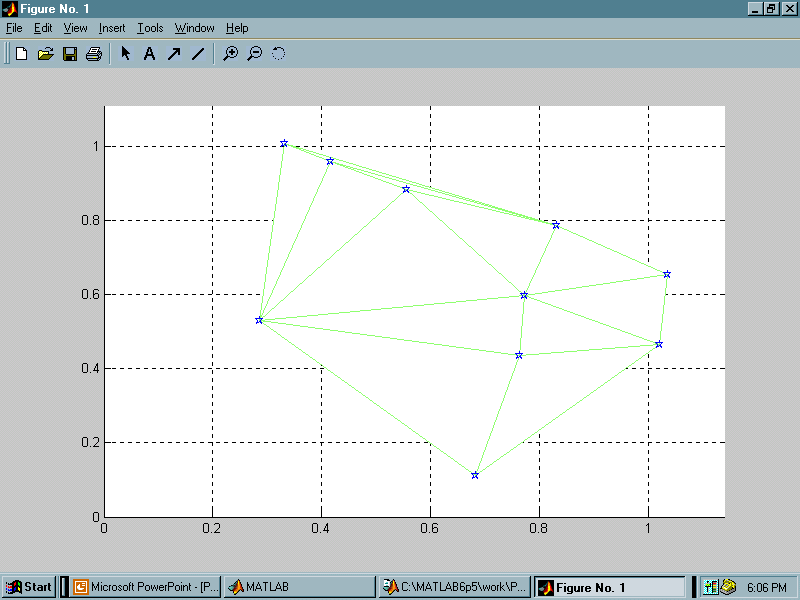 Figure No. 1
File Edit View Insert Tools Window Help
A
1
0.8
0.6
0.4
0.2
0
0 0.2 0.4 0.6 0.8 1
Start Microsoft PowerPoint - [P... MATLAB C:\MATLAB6p5\work\P... Figure No. 1 6:06 PM